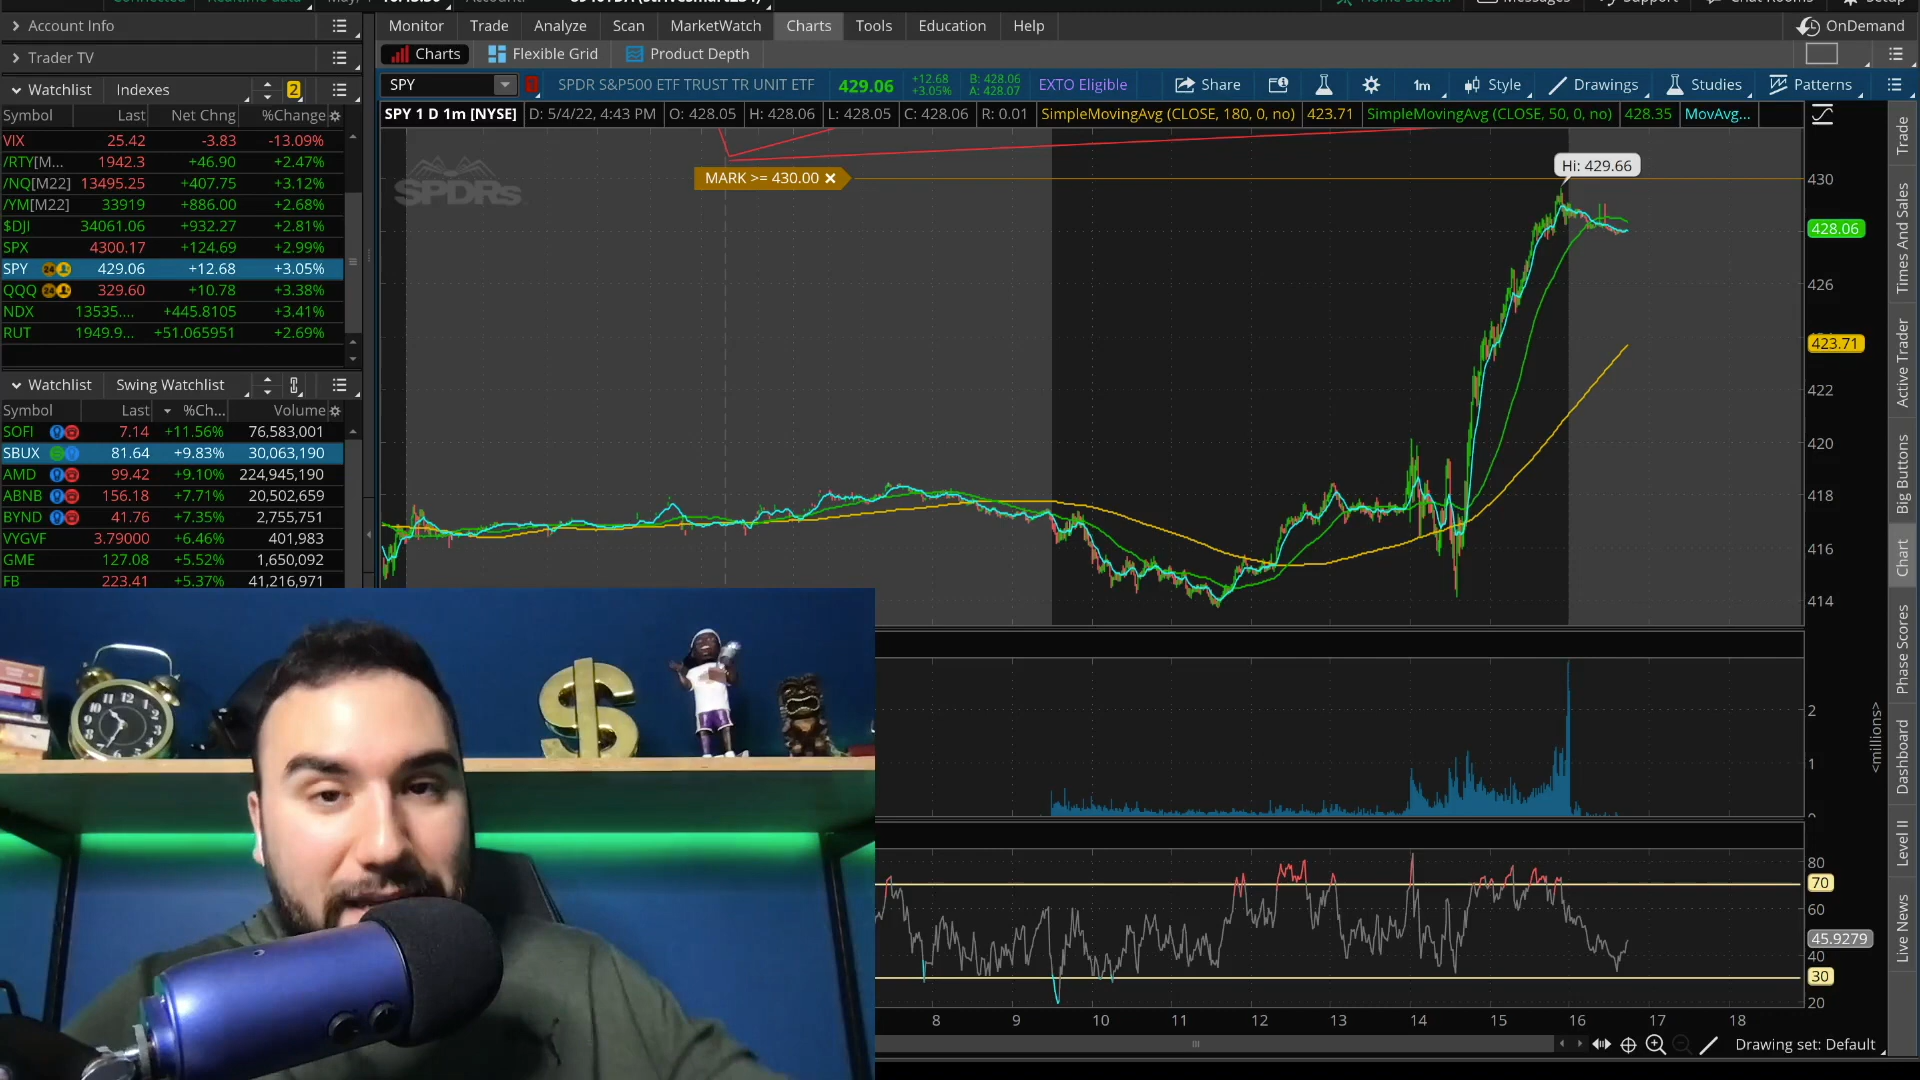 Monitor Trade Analyze Scan MarketWatch Charts Tools Education Help OnDemand
Charts Flexible Grid Product Depth
Account Info
Trader TV
Watchlist Indexes 2
Symbol Last Net Chng %Change
VIX 25.42 -3.83 -13.09%
/RTY[M... 1942.3 +46.90 +2.47%
/NQ[M22] 13495.25 +407.75 +3.12%
/YM[M22] 33919 +886.00 +2.68%
$DJI 34061.06 +932.27 +2.81%
SPX 4300.17 +124.69 +2.99%
SPY 429.06 +12.68 +3.05%
QQQ 329.60 +10.78 +3.38%
NDX 13535.... +445.8105 +3.41%
RUT 1949.9... +51.065951 +2.69%
Watchlist Swing Watchlist
Symbol Last %Ch... Volume
SOFI 7.14 +11.56% 76,583,001
SBUX 81.64 +9.83% 30,063,190
AMD 99.42 +9.10% 224,945,190
ABNB 156.18 +7.71% 20,502,659
BYND 41.76 +7.35% 2,755,751
VYGVF 3.79000 +6.46% 401,983
GME 127.08 +5.52% 1,650,092
FB 223.41 +5.37% 41,216,971
SPY SPDR S&P500 ETF TRUST TR UNIT ETF 429.06 +12.68 +3.05% B: 428.06 A: 428.07 EXTO Eligible Share 1m Style Drawings Studies Patterns
SPY 1 D 1m [NYSE] D: 5/4/22, 4:43 PM O: 428.05 H: 428.06 L: 428.05 C: 428.06 R: 0.01 SimpleMovingAvg (CLOSE, 180, 0, no) 423.71 SimpleMovingAvg (CLOSE, 50, 0, no) 428.35 MovAvg...
SPDRs
MARK >= 430.00
Hi: 429.66
430
428.06
426
423.71
422
420
418
416
414
2
1
0
<millions>
80
70
60
45.9279
40
30
20
8 9 10 11 12 13 14 15 16 17 18
Drawing set: Default
Trade
Times And Sales
Active Trader
Big Buttons
Chart
Phase Scores
Dashboard
Level II
Live News